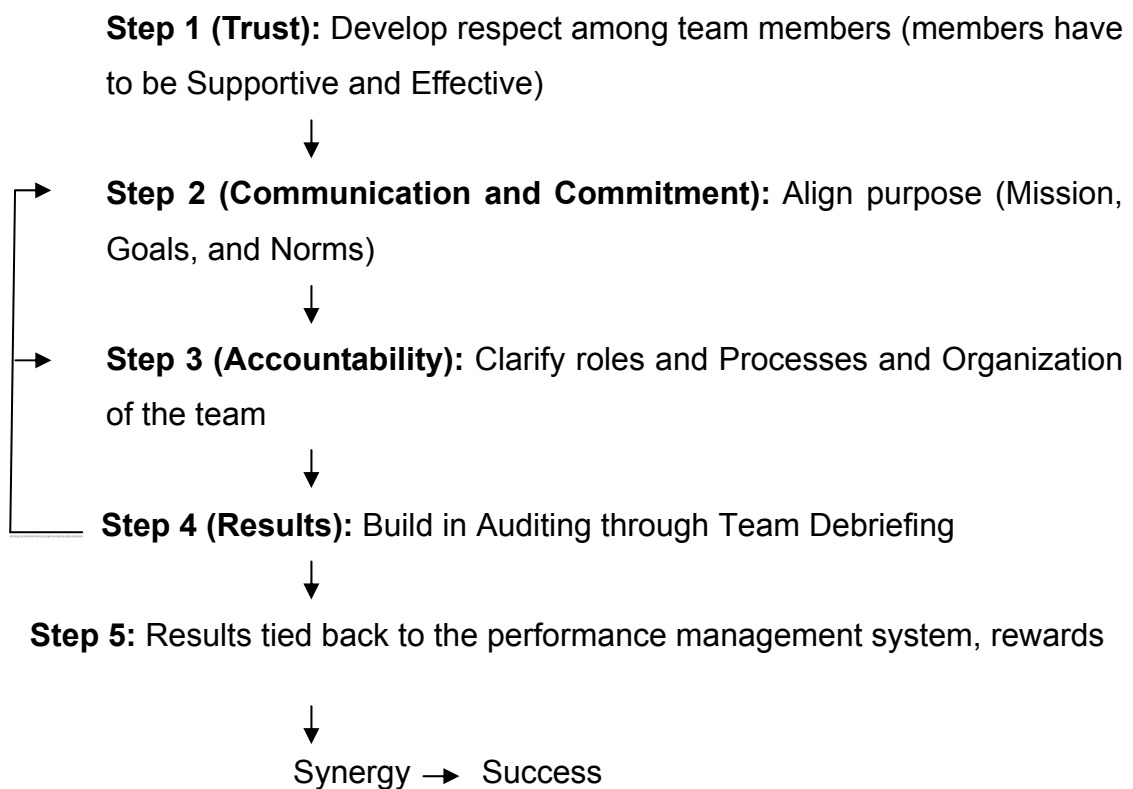 Step 1 (Trust): Develop respect among team members (members have
to be Supportive and Effective)
Step 2 (Communication and Commitment): Align purpose (Mission,
Goals, and Norms)
Step 3 (Accountability): Clarify roles and Processes and Organization
of the team
Step 4 (Results): Build in Auditing through Team Debriefing
Step 5: Results tied back to the performance management system, rewards
Synergy → Success